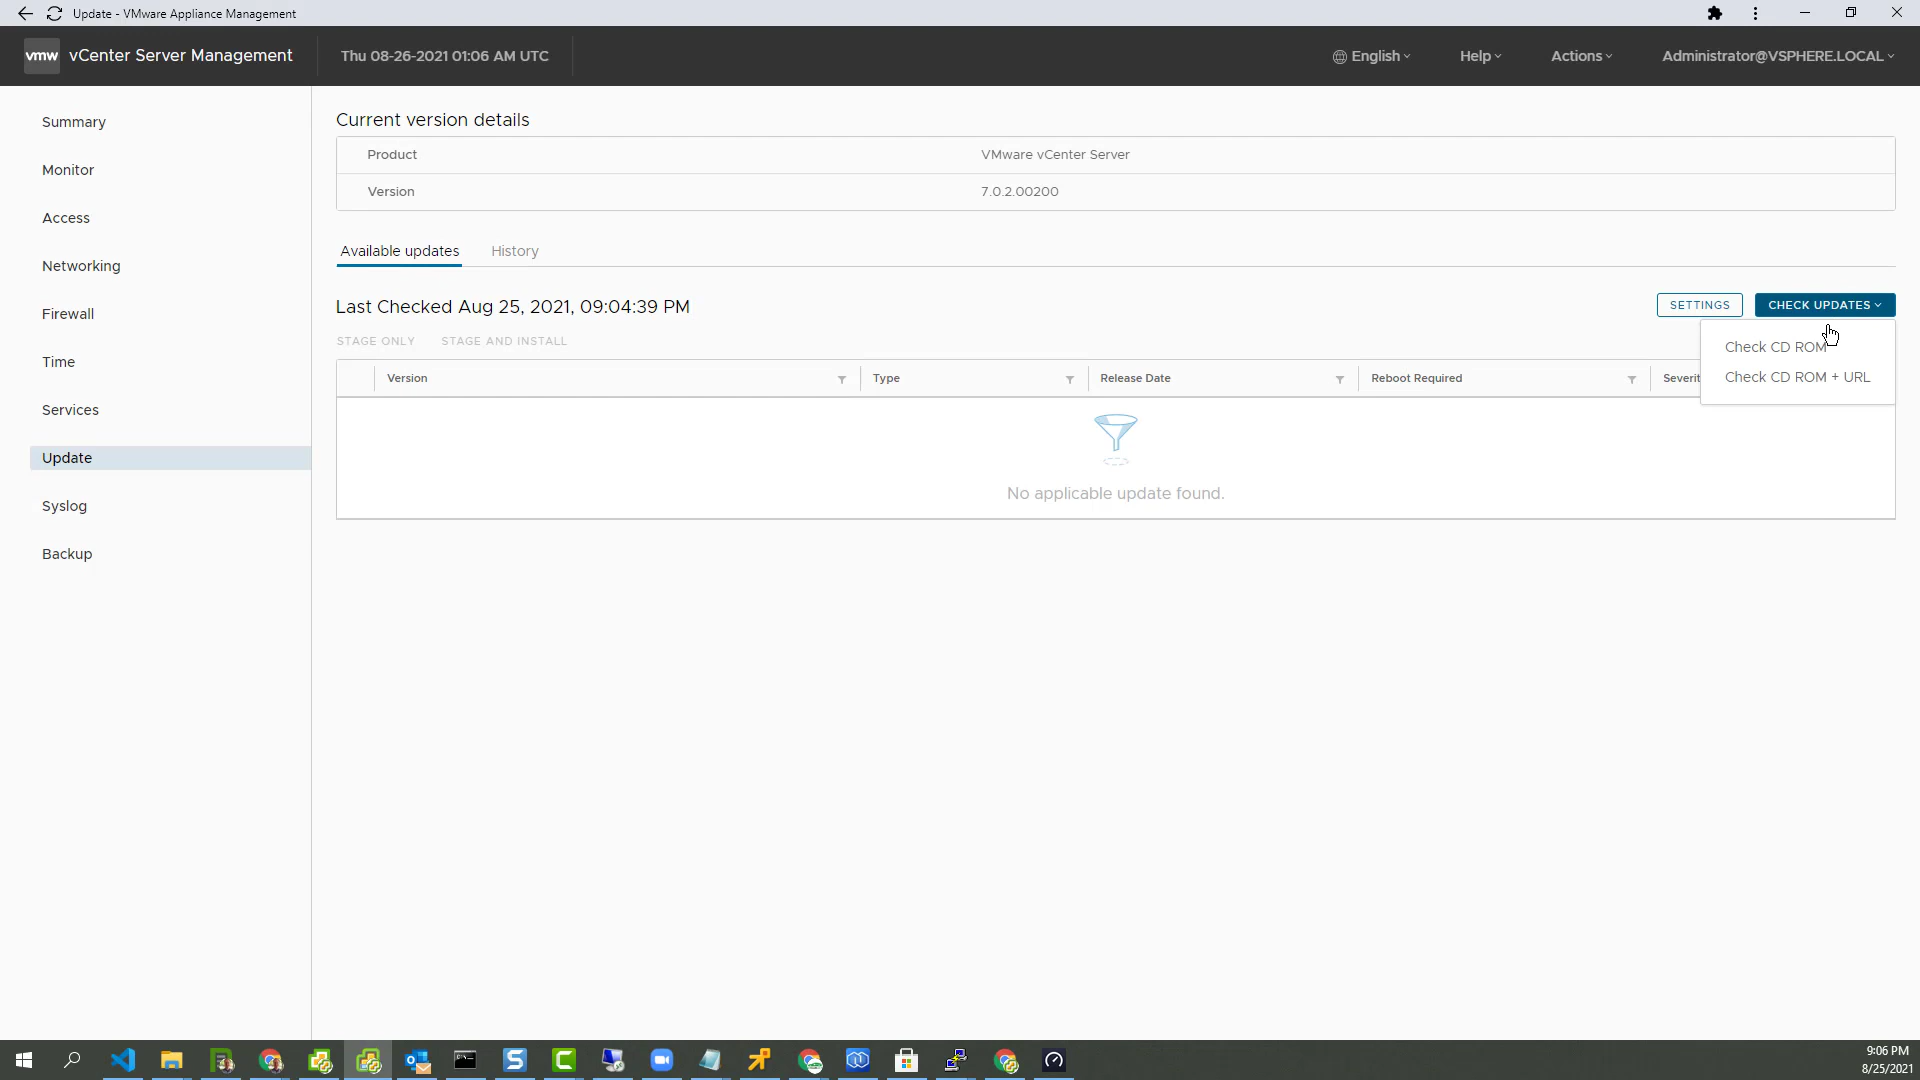 Update - VMware Appliance Management
vmw vCenter Server Management Thu 08-26-2021 01:06 AM UTC English Help Actions Administrator@VSPHERE.LOCAL
Summary
Monitor
Access
Networking
Firewall
Time
Services
Update
Syslog
Backup
Current version details
Product VMware vCenter Server
Version 7.0.2.00200
Available updates History
Last Checked Aug 25, 2021, 09:04:39 PM SETTINGS CHECK UPDATES
STAGE ONLY STAGE AND INSTALL
Check CD ROM
Check CD ROM + URL
Version Type Release Date Reboot Required Severit
No applicable update found.
9:06 PM
8/25/2021